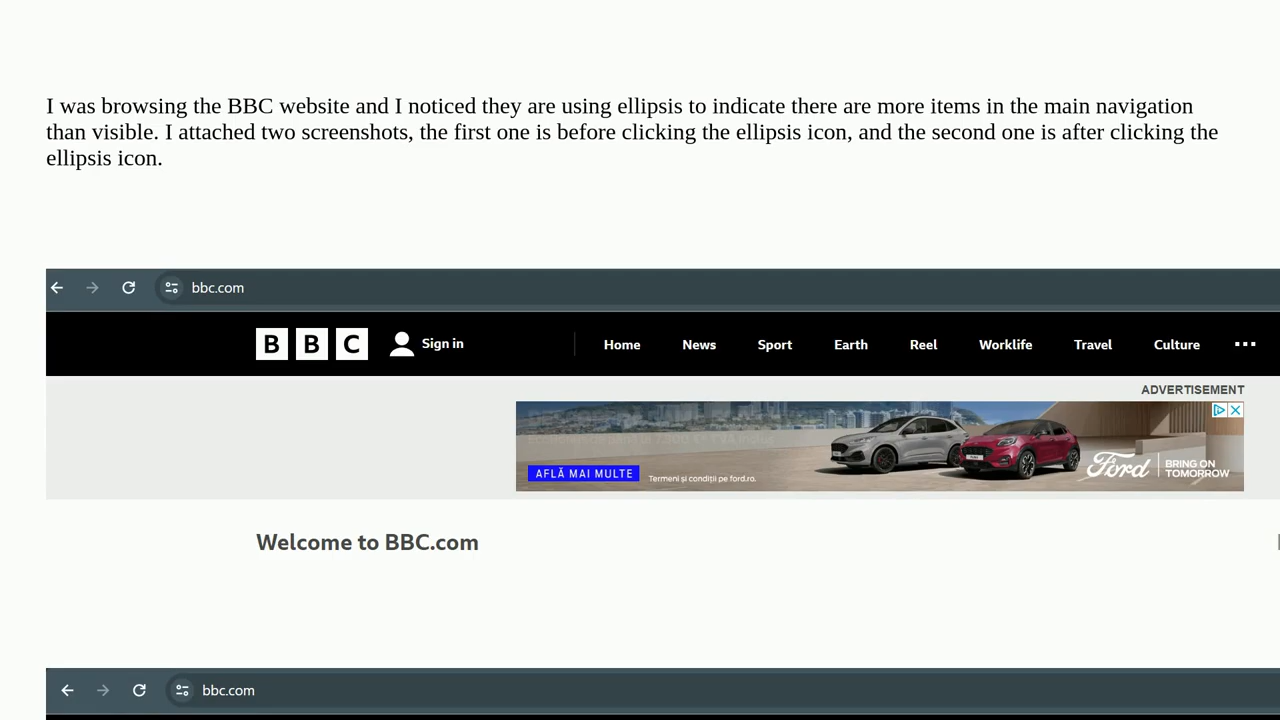 I was browsing the BBC website and I noticed they are using ellipsis to indicate there are more items in the main navigation
than visible. I attached two screenshots, the first one is before clicking the ellipsis icon, and the second one is after clicking the
ellipsis icon.
bbc.com
BBC Sign in Home News Sport Earth Reel Worklife Travel Culture ...
ADVERTISEMENT
AFLĂ MAI MULTE Termeni și condiții pe ford.ro. Ford BRING ON
TOMORROW
Welcome to BBC.com
bbc.com